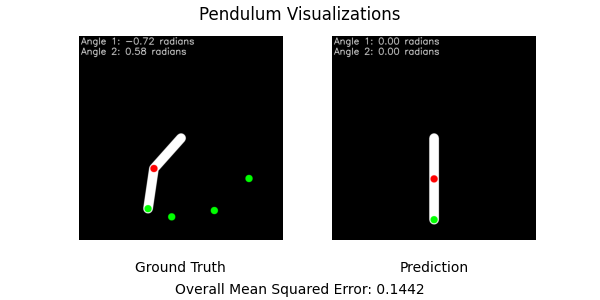 Pendulum Visualizations
Angle 1: -0.72 radians
Angle 2: 0.58 radians
Angle 1: 0.00 radians
Angle 2: 0.00 radians
Ground Truth
Prediction
Overall Mean Squared Error: 0.1442